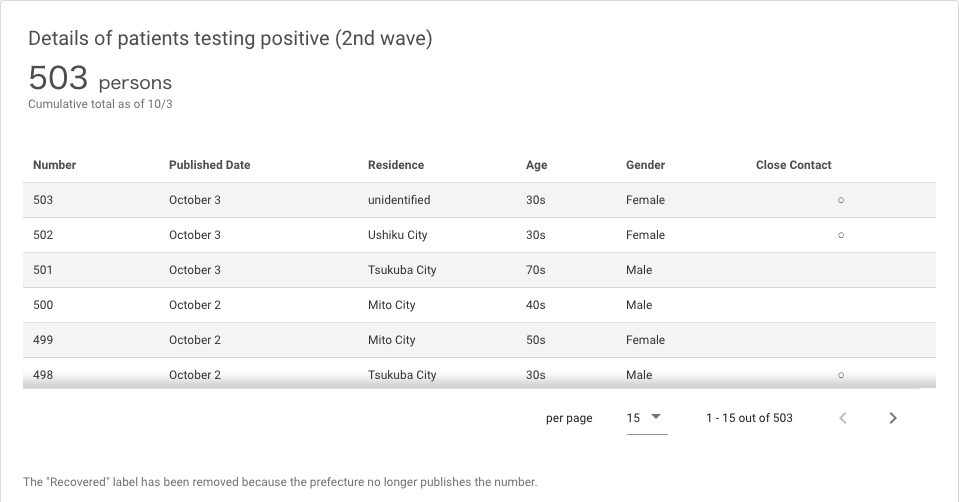 Details of patients testing positive (2nd wave)
503 persons
Cumulative total as of 10/3
Number Published Date Residence Age Gender Close Contact
503 October 3 unidentified 30s Female ○
502 October 3 Ushiku City 30s Female ○
501 October 3 Tsukuba City 70s Male
500 October 2 Mito City 40s Male
499 October 2 Mito City 50s Female
498 October 2 Tsukuba City 30s Male ○
per page 15 1 - 15 out of 503
The "Recovered" label has been removed because the prefecture no longer publishes the number.